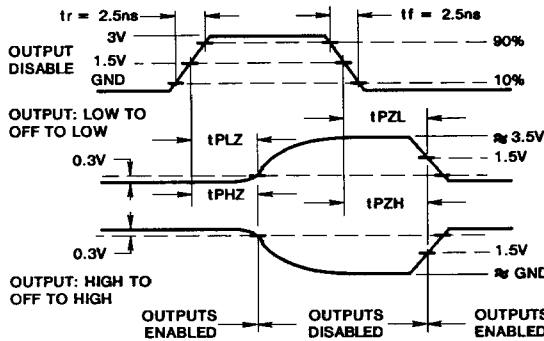 tr = 2.5ns
tf = 2.5ns
3V
90%
OUTPUT
DISABLE
1.5V
GND
10%
OUTPUT: LOW TO
OFF TO LOW
tPZL
tPLZ
≈ 3.5V
0.3V
1.5V
tPHZ
tPZH
0.3V
1.5V
OUTPUT: HIGH TO
OFF TO HIGH
≈ GND
OUTPUTS
ENABLED
OUTPUTS
DISABLED
OUTPUTS
ENABLED